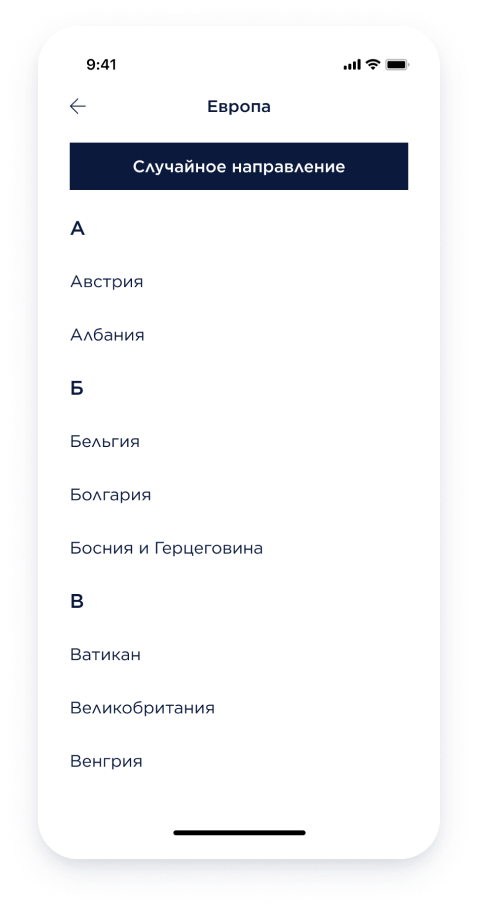 9:41
Европа
Случайное направление
А
Австрия
Албания
Б
Бельгия
Болгария
Босния и Герцеговина
В
Ватикан
Великобритания
Венгрия